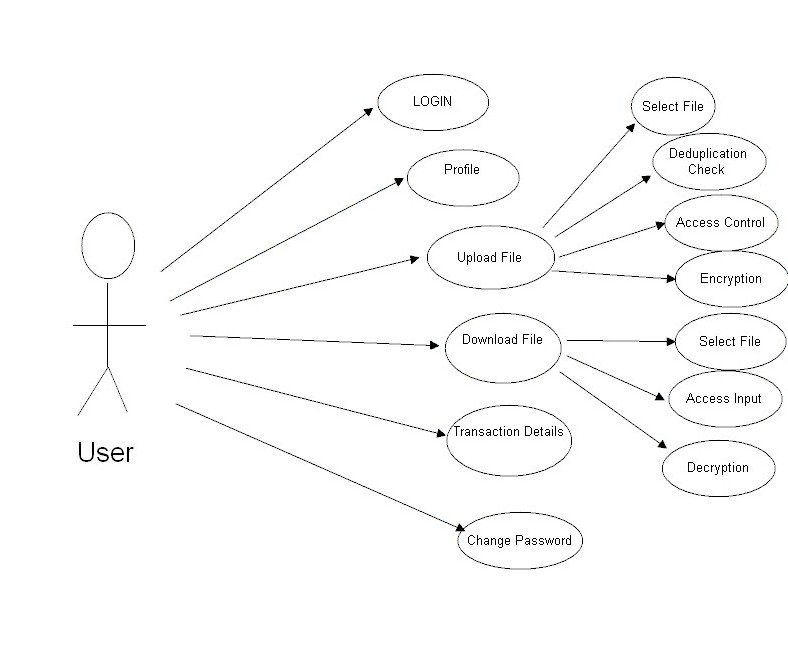 LOGIN
Profile
Upload File
Download File
Transaction Details
Change Password
Select File
Deduplication
Check
Access Control
Encryption
Select File
Access Input
Decryption
User